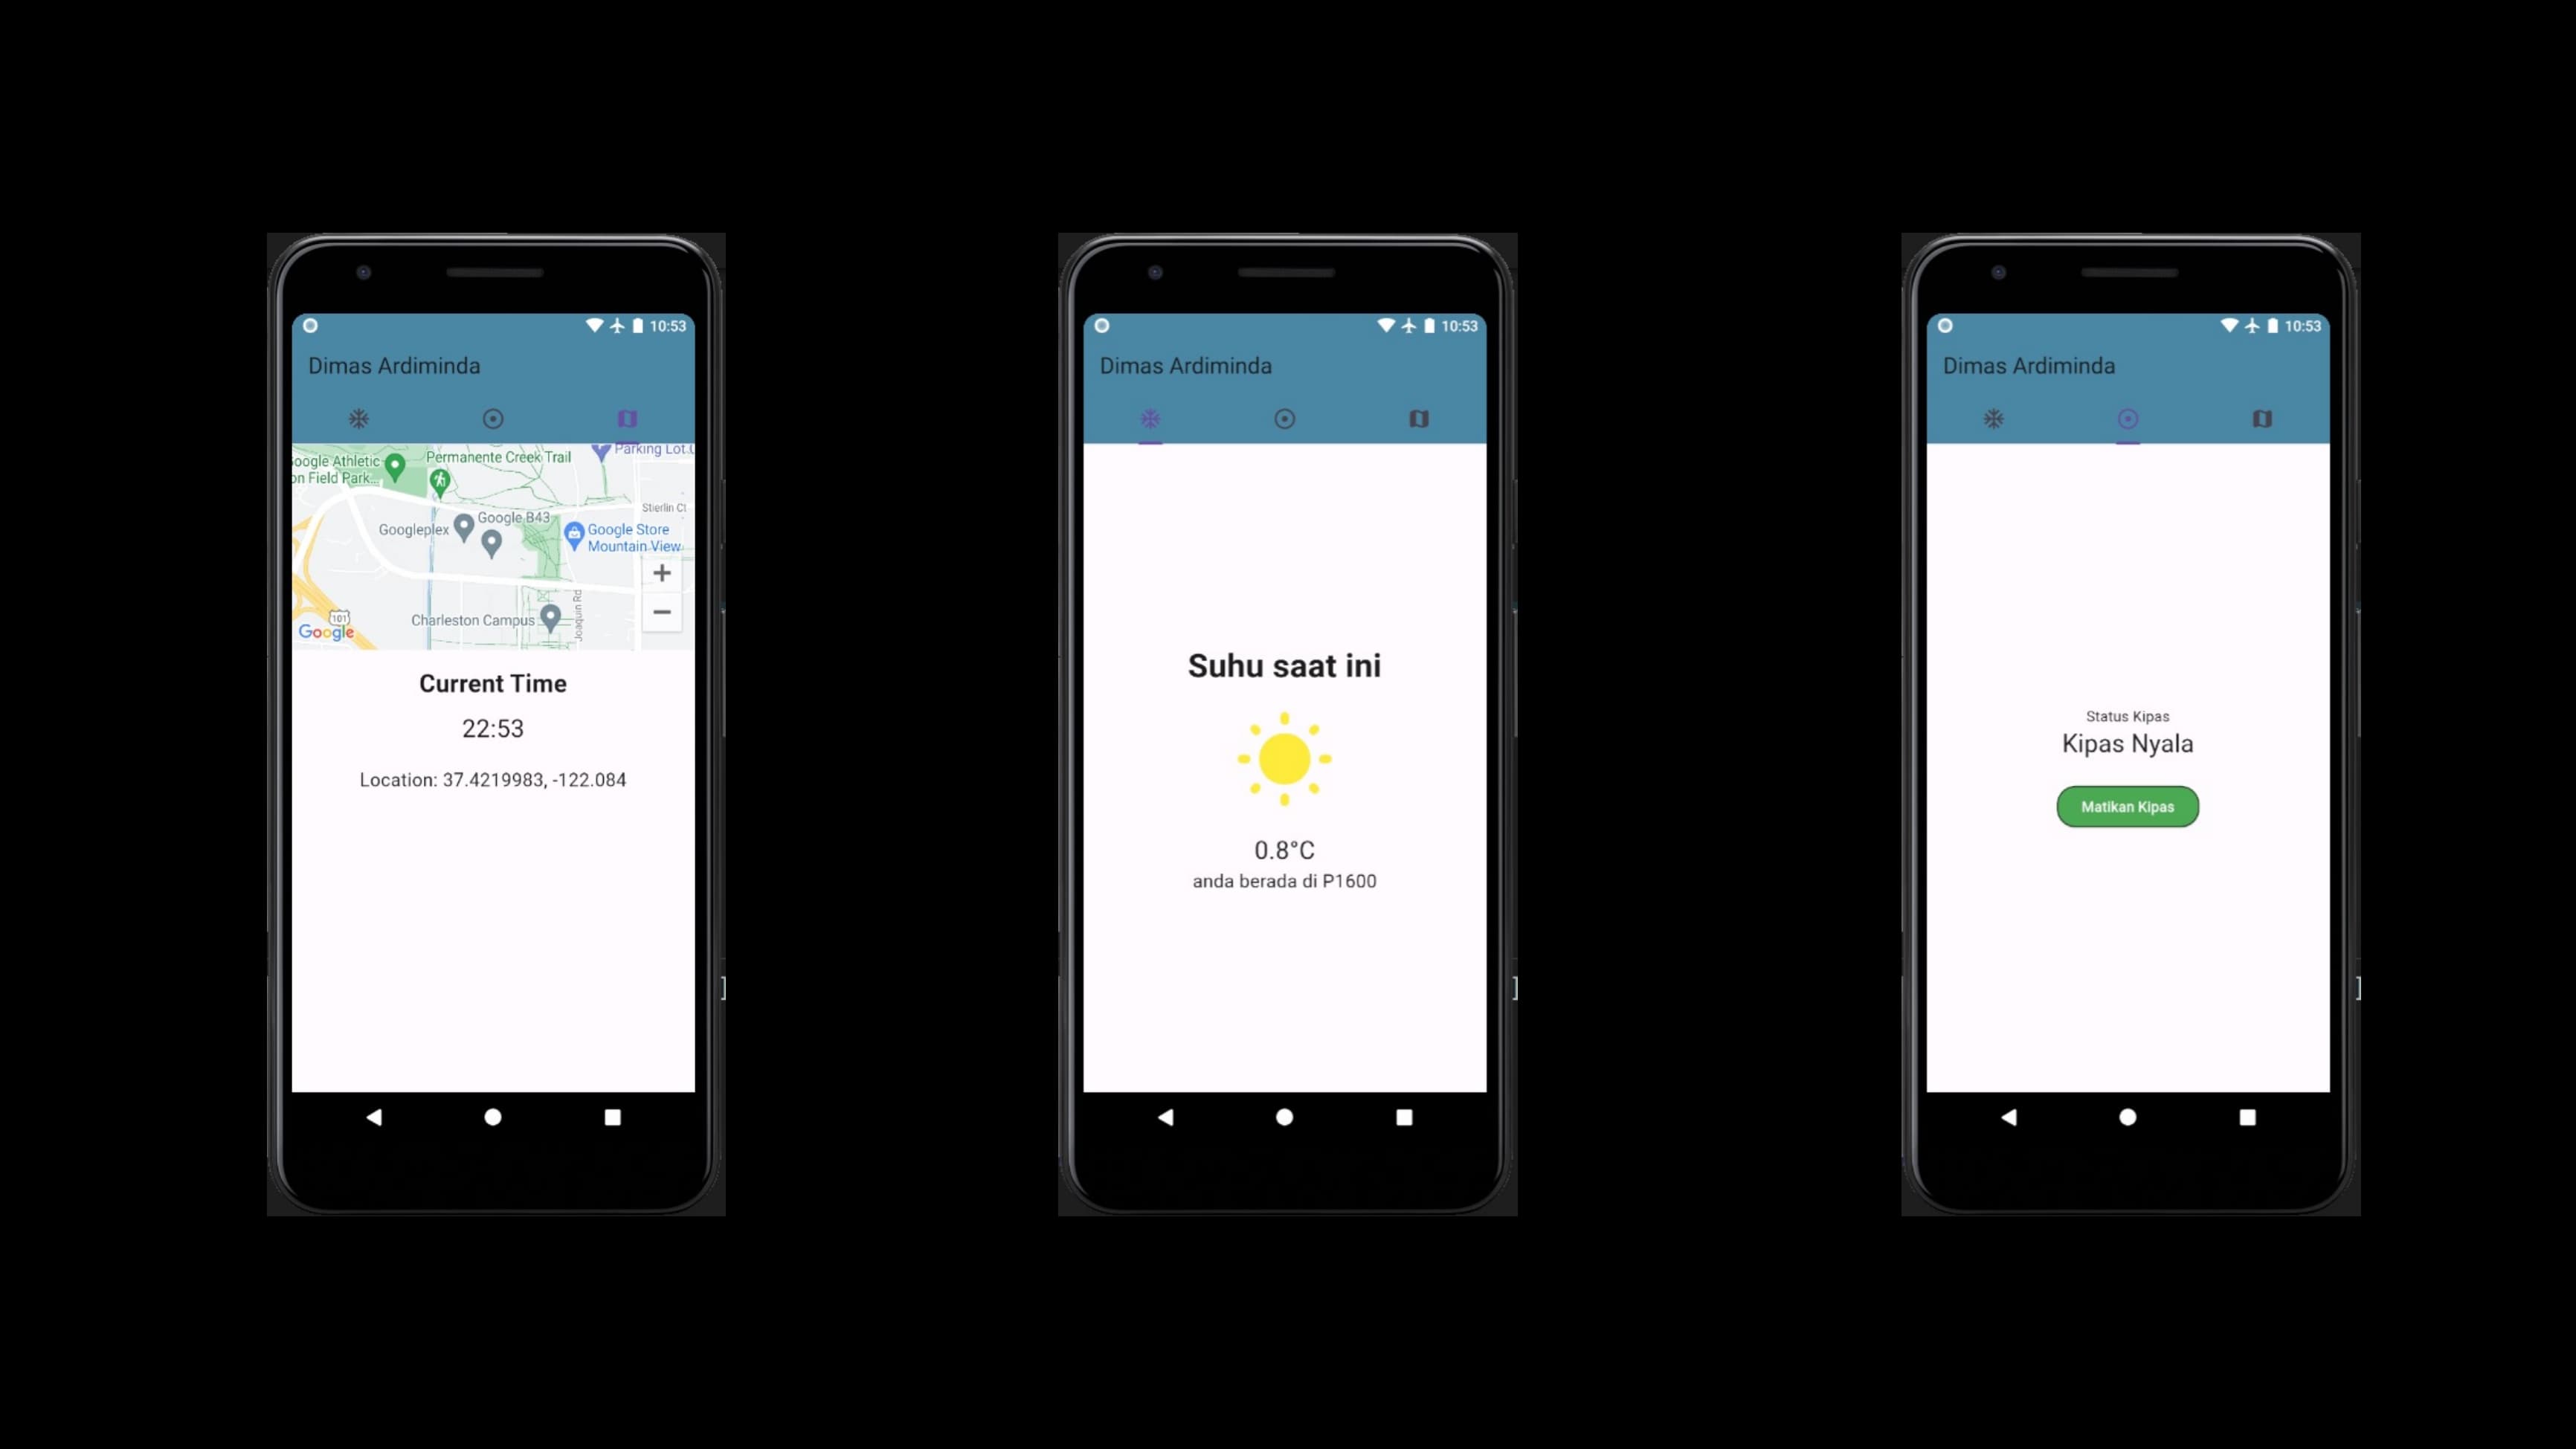 10:53
Dimas Ardiminda
Google Athletic
on Field Park...
Permanente Creek Trail
Parking Lot
Stierlin Ct
Google B43
Googleplex
Google Store
Mountain View
+
−
101
Google
Charleston Campus
Joaquin Rd
Current Time
22:53
Location: 37.4219983, -122.084
10:53
Dimas Ardiminda
Suhu saat ini
0.8°C
anda berada di P1600
10:53
Dimas Ardiminda
Status Kipas
Kipas Nyala
Matikan Kipas